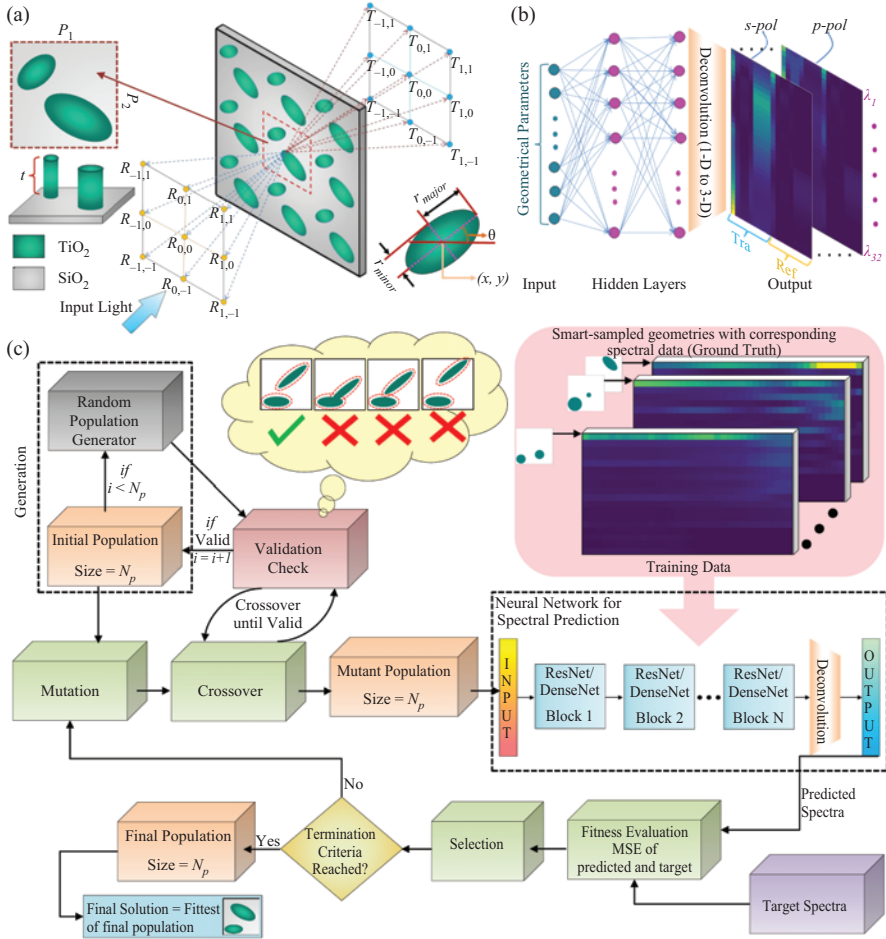 (a)
P1
P2
t
TiO2
SiO2
Input Light
R−1,1
R0,1
R1,1
R−1,0
R0,0
R1,0
R−1,−1
R0,−1
R1,−1
T−1,1
T0,1
T1,1
T−1,0
T0,0
T1,0
T−1,−1
T0,−1
T1,−1
rmajor
rminor
θ
(x, y)
(b)
s-pol
p-pol
Geometrical Parameters
Deconvolution (1-D to 3-D)
λ1
λ32
Tra
Ref
Input
Hidden Layers
Output
(c)
Generation
Random
Population
Generator
if
i < Np
Initial Population
Size = Np
if
Valid
i = i+1
Validation
Check
Crossover
until Valid
Mutation
Crossover
Mutant Population
Size = Np
Smart-sampled geometries with corresponding
spectral data (Ground Truth)
Training Data
Neural Network for
Spectral Prediction
INPUT
ResNet/
DenseNet
Block 1
ResNet/
DenseNet
Block 2
ResNet/
DenseNet
Block N
Deconvolution
OUTPUT
Predicted
Spectra
No
Final Population
Size = Np
Yes
Termination
Criteria
Reached?
Selection
Fitness Evaluation
MSE of
predicted and target
Target Spectra
Final Solution = Fittest
of final population